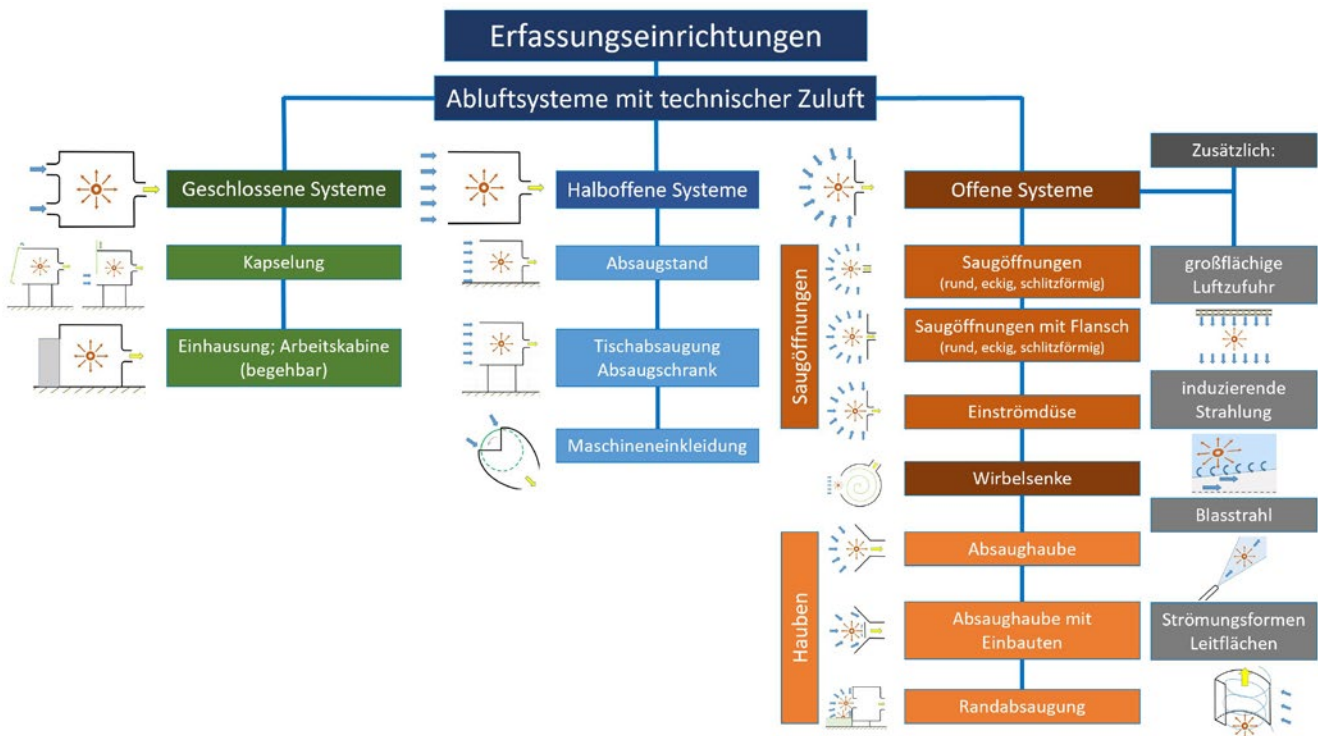 Erfassungseinrichtungen
Abluftsysteme mit technischer Zuluft
Geschlossene Systeme
Kapselung
Einhausung; Arbeitskabine
(begehbar)
Halboffene Systeme
Absaugstand
Tischabsaugung
Absaugschrank
Maschineneinkleidung
Offene Systeme
Saugöffnungen
Saugöffnungen
(rund, eckig, schlitzförmig)
Saugöffnungen mit Flansch
(rund, eckig, schlitzförmig)
Einströmdüse
Wirbelsenke
Hauben
Absaughaube
Absaughaube mit
Einbauten
Randabsaugung
Zusätzlich:
großflächige
Luftzufuhr
induzierende
Strahlung
Blasstrahl
Strömungsformen
Leitflächen